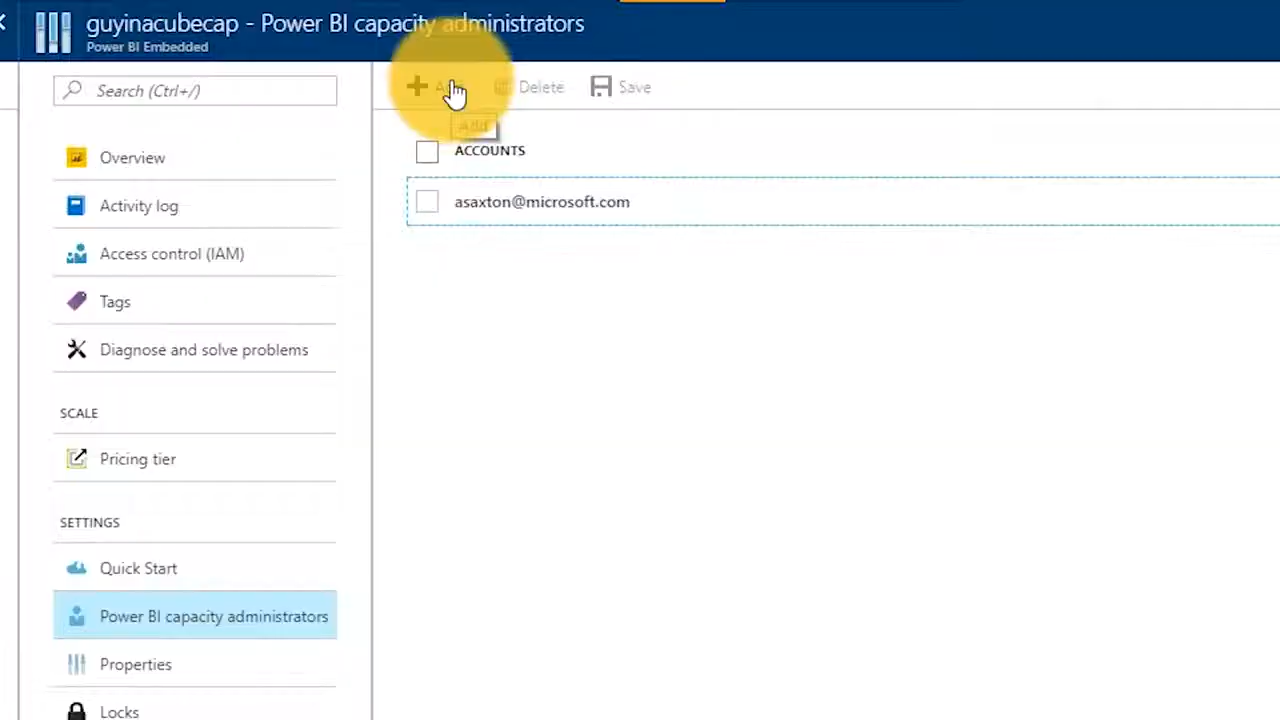 guyinacubecap - Power BI capacity administrators
Power BI Embedded
Search (Ctrl+/)
Add Delete Save
Add
Overview
Activity log
Access control (IAM)
Tags
Diagnose and solve problems
SCALE
Pricing tier
SETTINGS
Quick Start
Power BI capacity administrators
Properties
Locks
ACCOUNTS
asaxton@microsoft.com